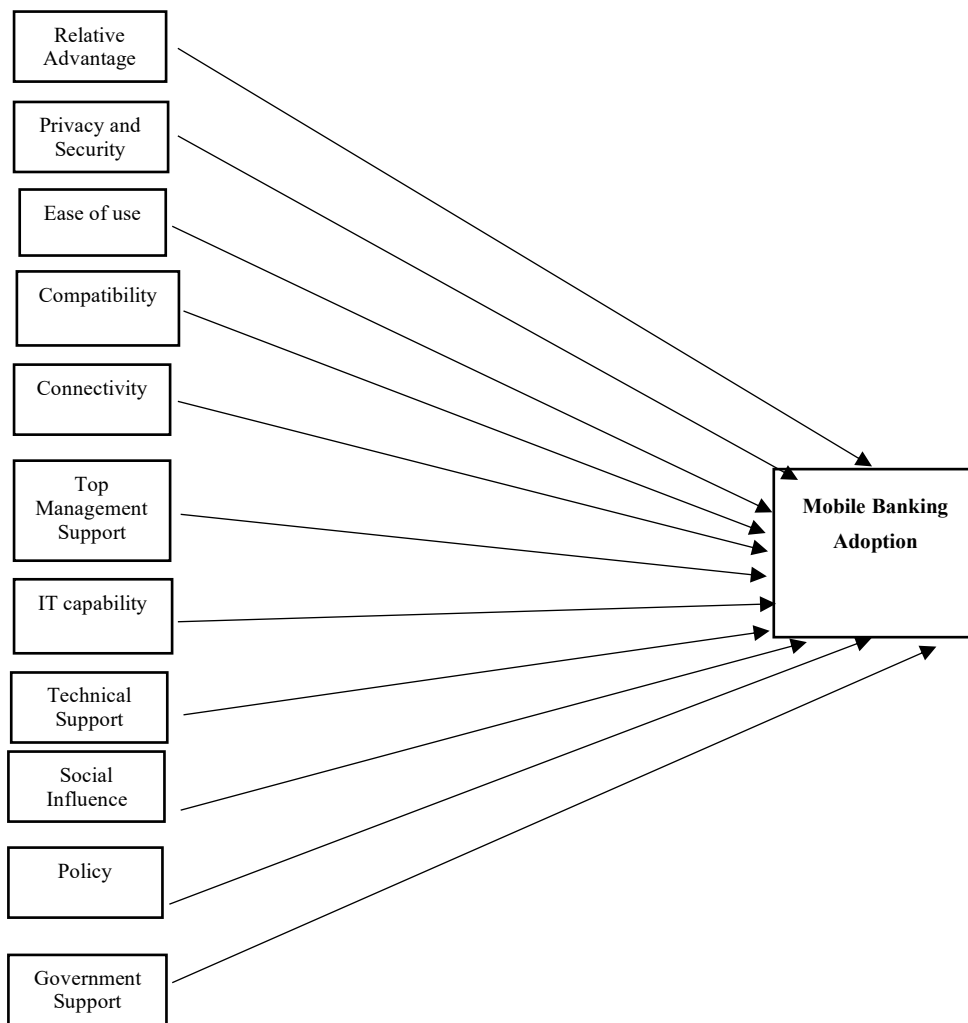 Relative
Advantage
Privacy and
Security
Ease of use
Compatibility
Connectivity
Top
Management
Support
IT capability
Technical
Support
Social
Influence
Policy
Government
Support
Mobile Banking
Adoption